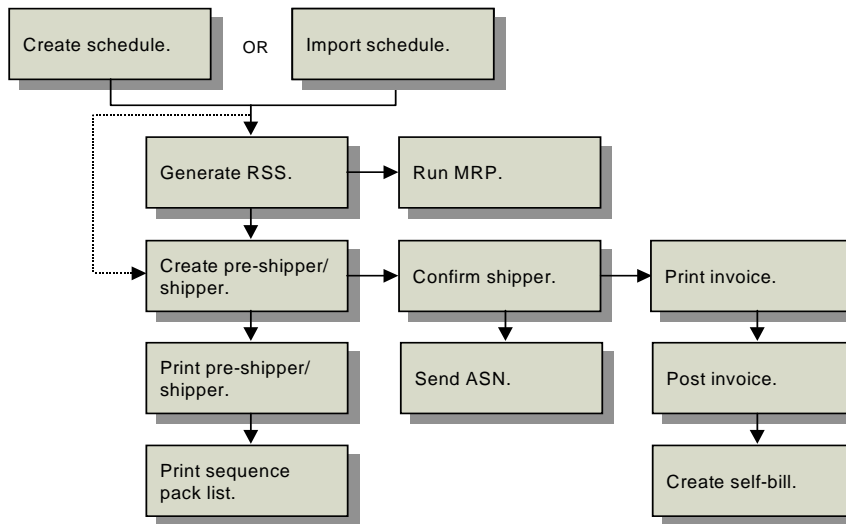 Create schedule.
OR
Import schedule.
Generate RSS.
Run MRP.
Create pre-shipper/
shipper.
Confirm shipper.
Print invoice.
Print pre-shipper/
shipper.
Send ASN.
Post invoice.
Print sequence
pack list.
Create self-bill.